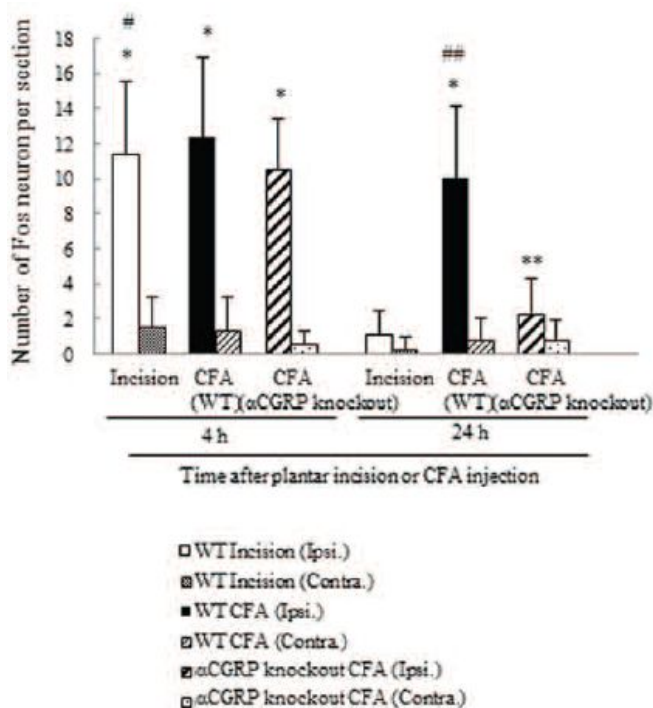 Number of Fos neuron per section
18
16
14
12
10
8
6
4
2
0
#
*
*
*
##
*
**
Incision CFA CFA Incision CFA CFA
(WT)(αCGRP knockout) (WT)(αCGRP knockout)
4 h 24 h
Time after plantar incision or CFA injection
WT Incision (Ipsi.)
WT Incision (Contra.)
WT CFA (Ipsi.)
WT CFA (Contra.)
αCGRP knockout CFA (Ipsi.)
αCGRP knockout CFA (Contra.)